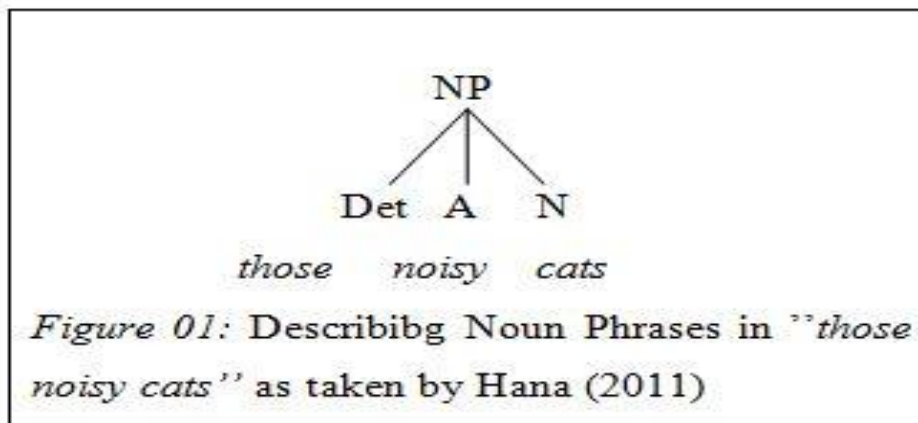 NP
Det A N
those noisy cats
Figure 01: Describibg Noun Phrases in ”those
noisy cats” as taken by Hana (2011)